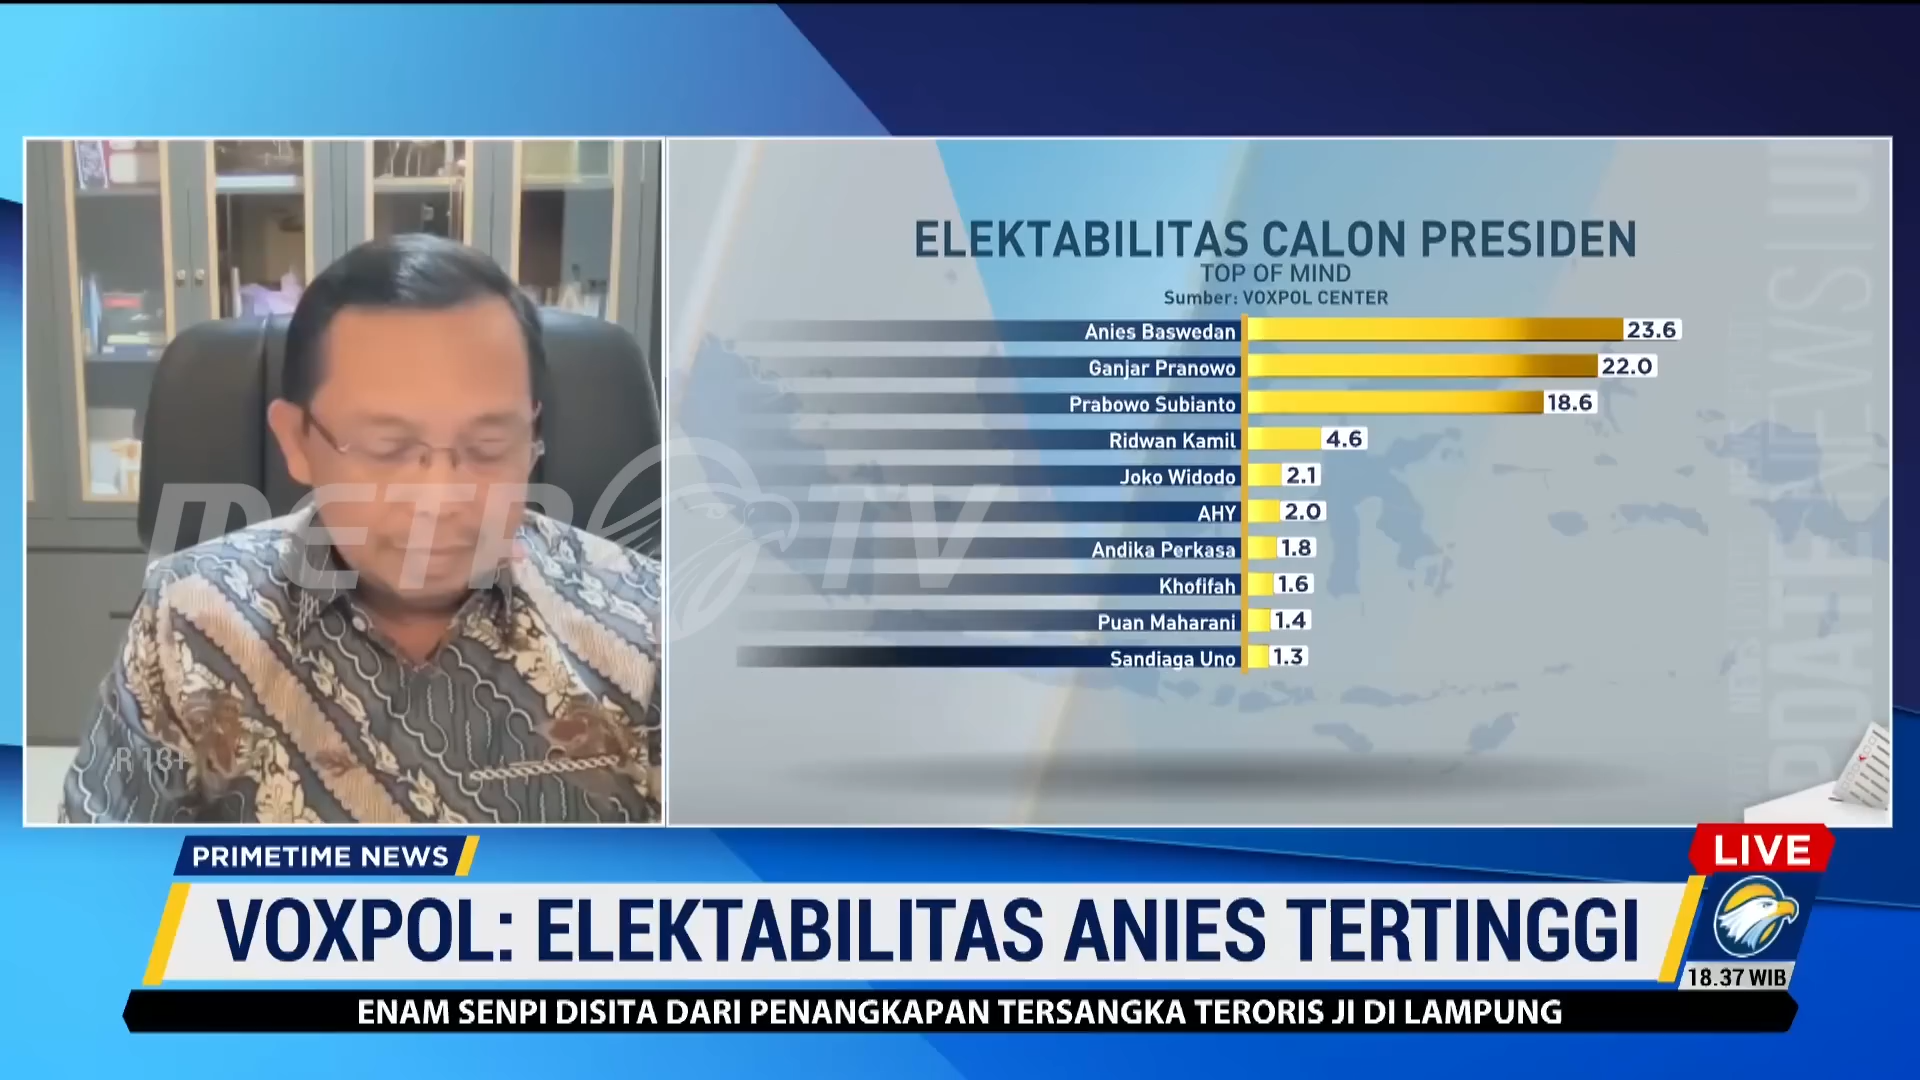 ELEKTABILITAS CALON PRESIDEN
TOP OF MIND
Sumber: VOXPOL CENTER
Anies Baswedan 23.6
Ganjar Pranowo 22.0
Prabowo Subianto 18.6
Ridwan Kamil 4.6
Joko Widodo 2.1
AHY 2.0
Andika Perkasa 1.8
Khofifah 1.6
Puan Maharani 1.4
Sandiaga Uno 1.3
METRO TV
R 13+
PRIMETIME NEWS
LIVE
VOXPOL: ELEKTABILITAS ANIES TERTINGGI
18.37 WIB
ENAM SENPI DISITA DARI PENANGKAPAN TERSANGKA TERORIS JI DI LAMPUNG